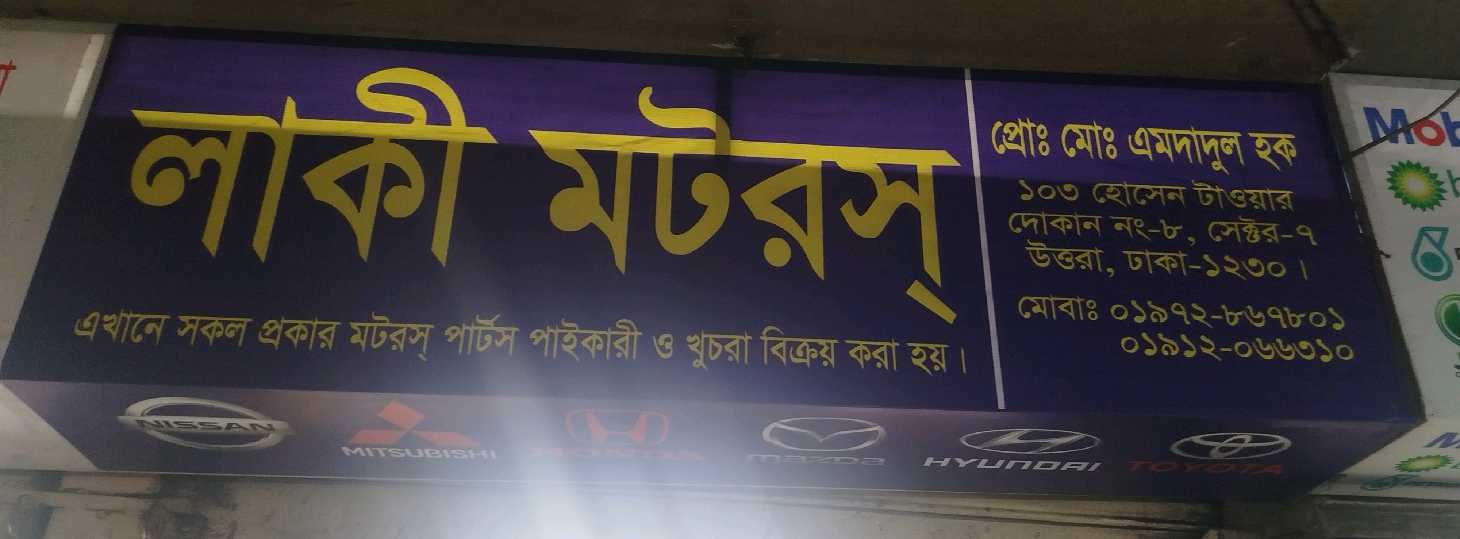 লাকী মটরস্
এখানে সকল প্রকার মটরস্ পার্টস পাইকারী ও খুচরা বিক্রয় করা হয়।
প্রোঃ মোঃ এমদাদুল হক
১০৩ হোসেন টাওয়ার
দোকান নং-৮, সেক্টর-৭
উত্তরা, ঢাকা-১২৩০।
মোবাঃ ০১৯৭২-৮৬৭৮০১
০১৯১২-০৬৬৩১০
NISSAN
MITSUBISHI
HONDA
mazda
HYUNDAI
TOYOTA